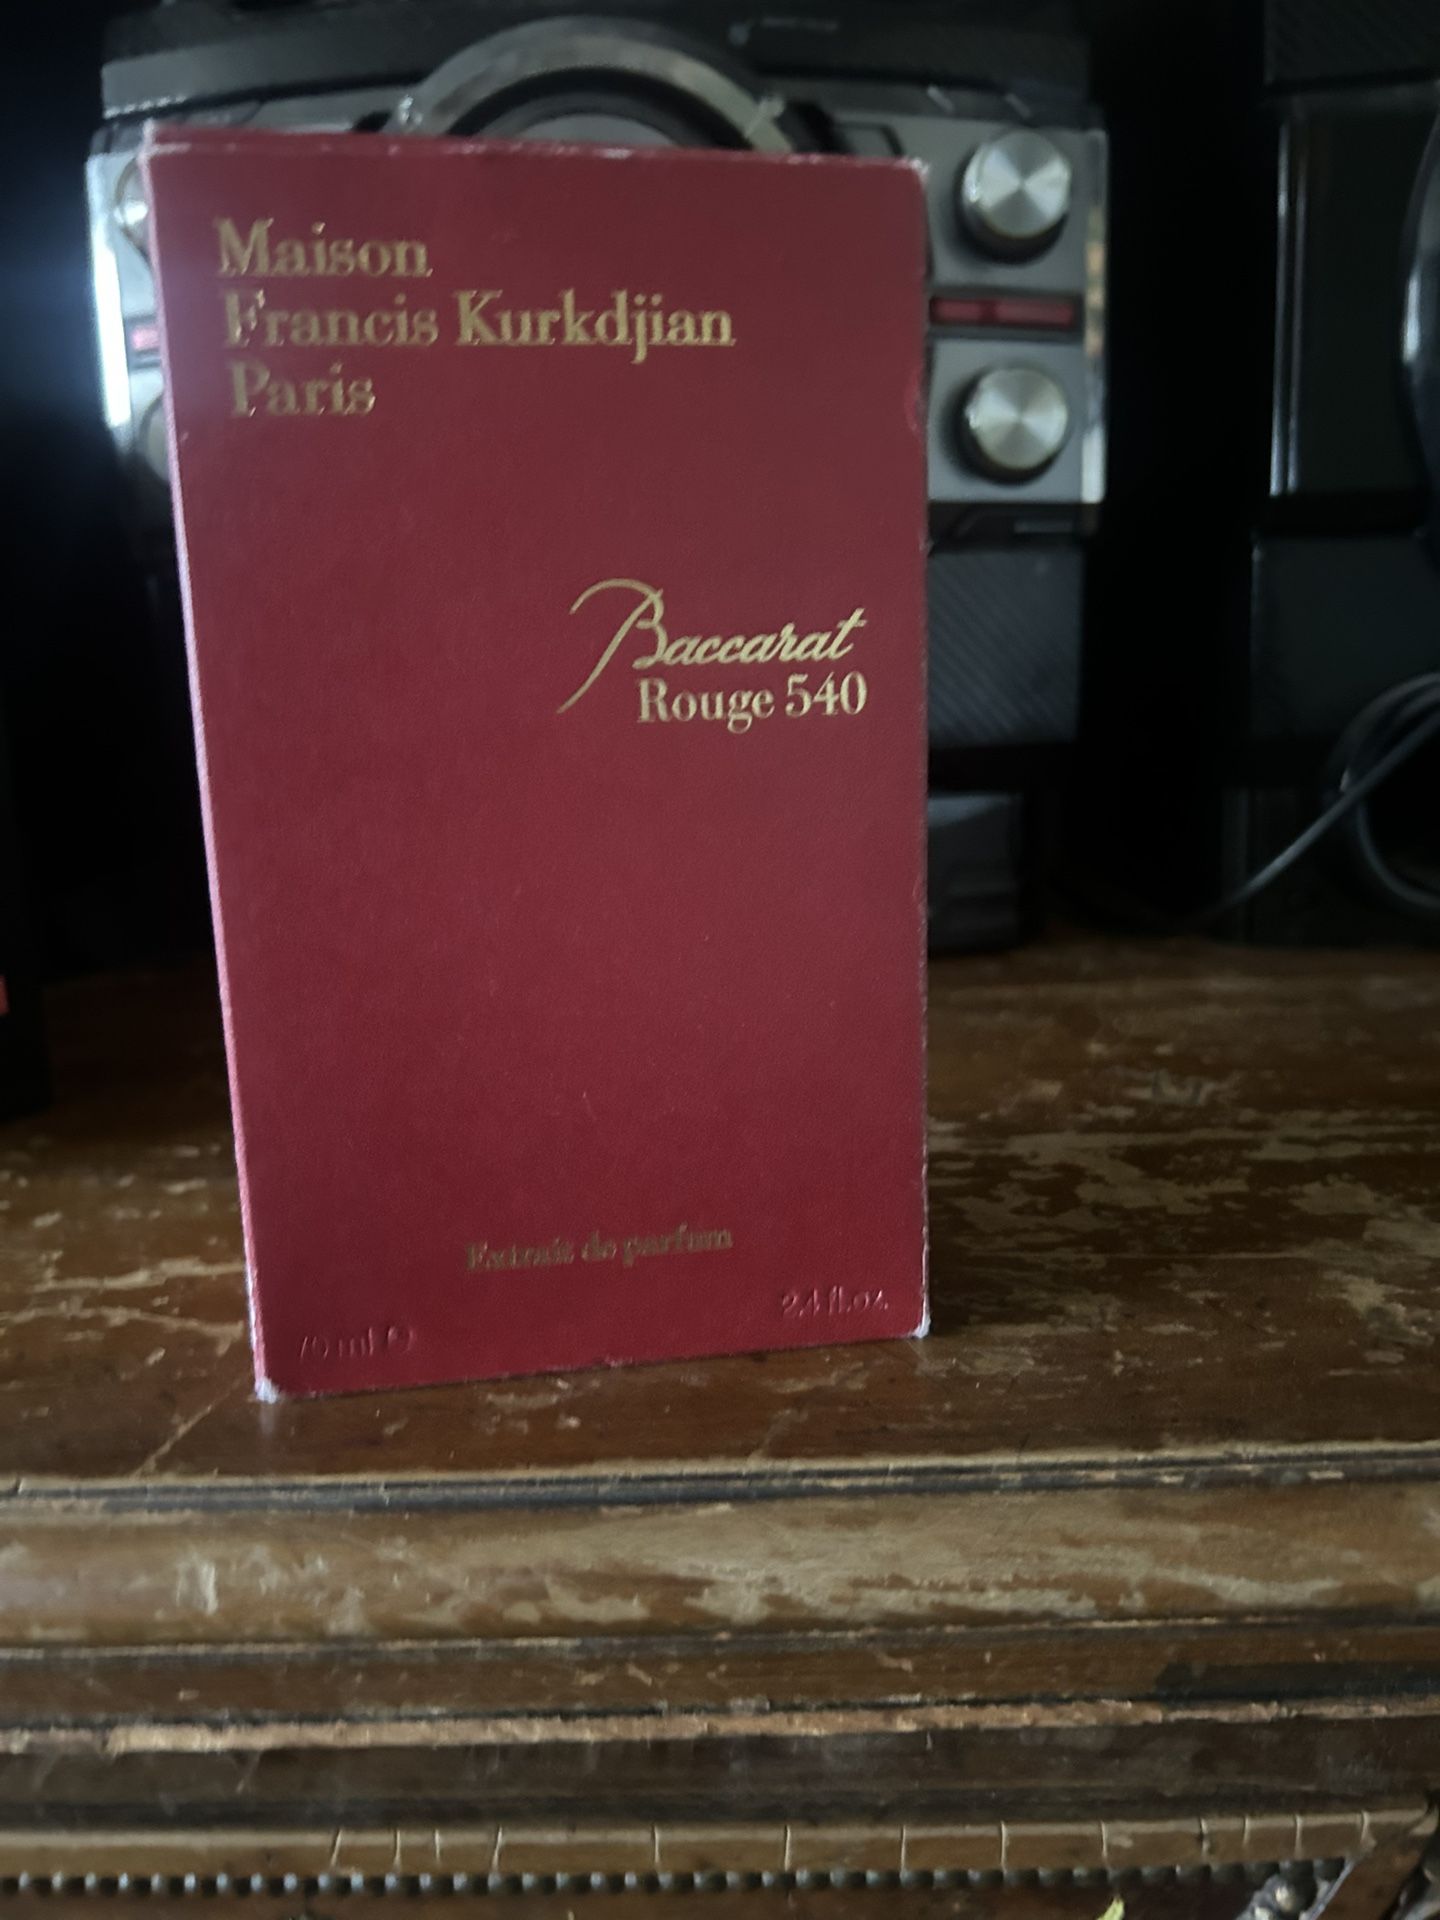 Maison
Francis Kurkdjian
Paris
Baccarat
Rouge 540
Extrait de parfum
2.4 fl.oz.
70 ml ℮